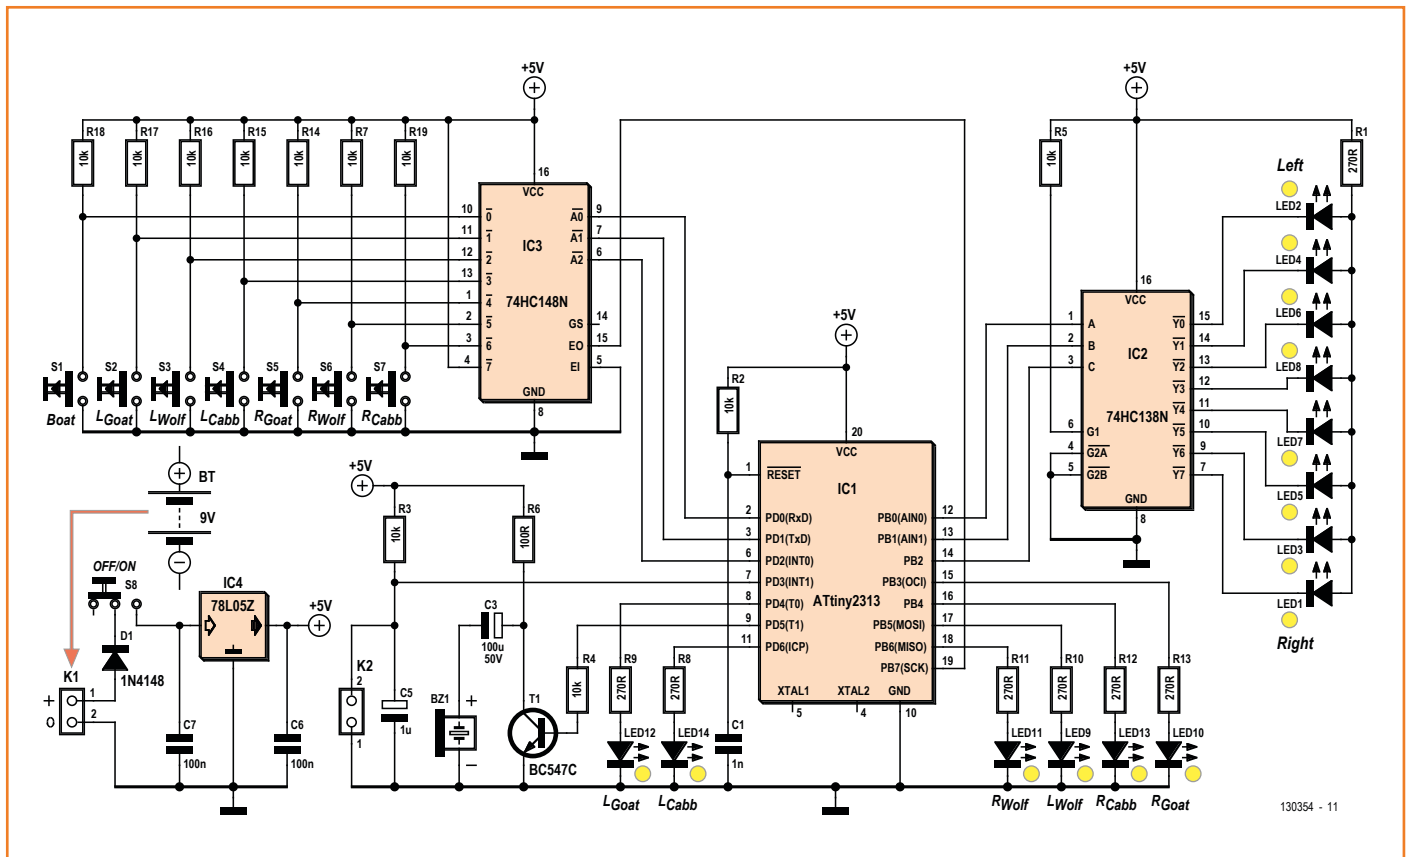 +5V
+5V
R18 R17 R16 R15 R14 R7 R19
10k 10k 10k 10k 10k 10k 10k
R5
10k
R1
270R
Left
16
VCC
IC3
74HC148N
10 0
11 1
12 2
13 3
1 4
2 5
3 6
4 7
A0 9
A1 7
A2 6
GS 14
EO 15
EI 5
GND
8
S1 S2 S3 S4 S5 S6 S7
Boat LGoat LWolf LCabb RGoat RWolf RCabb
16
VCC
IC2
74HC138N
1 A
2 B
3 C
6 G1
4 G2A
5 G2B
Y0 15
Y1 14
Y2 13
Y3 12
Y4 11
Y5 10
Y6 9
Y7 7
GND
8
LED2
LED4
LED6
LED8
LED7
LED5
LED3
LED1
Right
+5V
R2
10k
20
VCC
IC1
ATtiny2313
1 RESET
2 PD0(RxD)
3 PD1(TxD)
6 PD2(INT0)
7 PD3(INT1)
8 PD4(T0)
9 PD5(T1)
11 PD6(ICP)
PB0(AIN0) 12
PB1(AIN1) 13
PB2 14
PB3(OCI) 15
PB4 16
PB5(MOSI) 17
PB6(MISO) 18
PB7(SCK) 19
XTAL1 XTAL2 GND
5 4 10
BT
9V
OFF/ON
S8
D1
1N4148
K1
+ 1
0 2
IC4
78L05Z
+5V
C7
100n
C6
100n
+5V
R3
10k
R6
100R
C3
100u
50V
K2
2
1
C5
1u
BZ1
+
−
T1
BC547C
R4
10k
R9
270R
R8
270R
LED12 LED14
LGoat LCabb
C1
1n
R11 R10 R12 R13
270R 270R 270R 270R
LED11 LED9 LED13 LED10
RWolf LWolf RCabb RGoat
130354 - 11